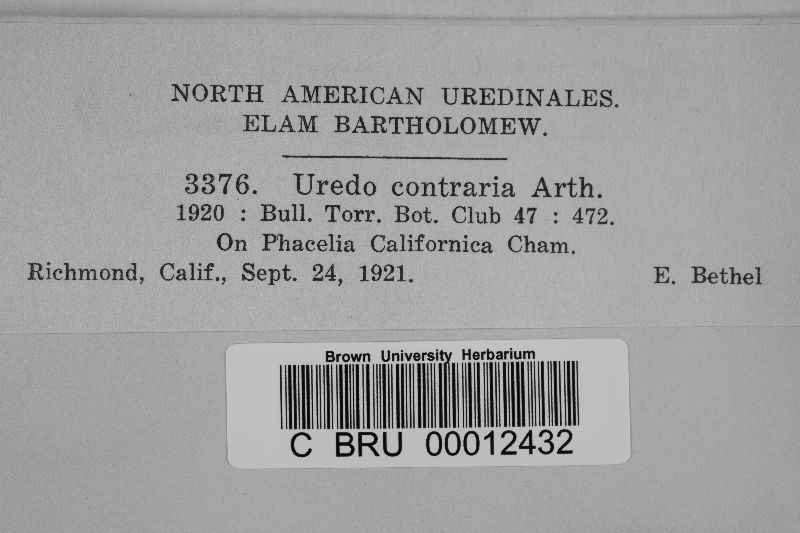 NORTH AMERICAN UREDINALES.
ELAM BARTHOLOMEW.
3376. Uredo contraria Arth.
1920 : Bull. Torr. Bot. Club 47 : 472.
On Phacelia Californica Cham.
Richmond, Calif., Sept. 24, 1921. E. Bethel
Brown University Herbarium
C BRU 00012432